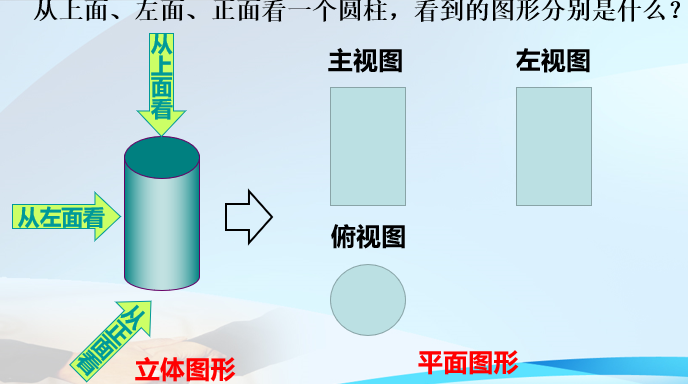 从上面、左面、正面看一个圆柱，看到的图形分别是什么？
从上面看
主视图
左视图
从左面看
俯视图
从正面看
立体图形
平面图形